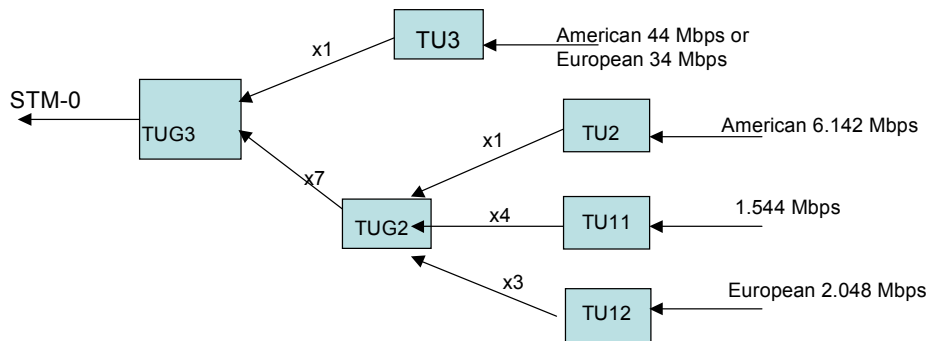 American 44 Mbps or
European 34 Mbps
TU3
x1
STM-0
TUG3
TU2
American 6.142 Mbps
x1
x7
TUG2
x4
TU11
1.544 Mbps
x3
TU12
European 2.048 Mbps